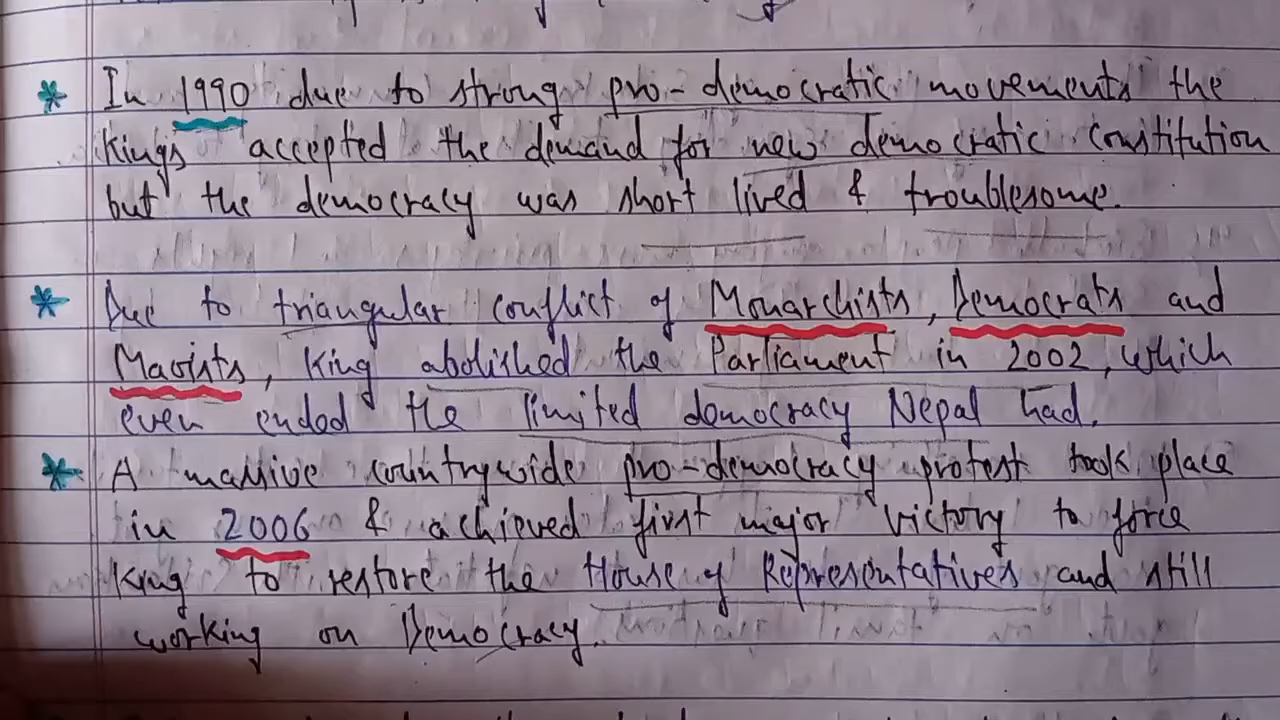 * In 1990 due to strong pro-democratic movements the
Kings accepted the demand for new democratic constitution
but the democracy was short lived & troublesome.
* Due to triangular conflict of Monarchists, Democrats and
Maoists, King abolished the Parliament in 2002, which
even ended the limited democracy Nepal had.
* A massive countrywide pro-democracy protest took place
in 2006 & achieved first major victory to force
King to restore the House of Representatives and still
working on Democracy.